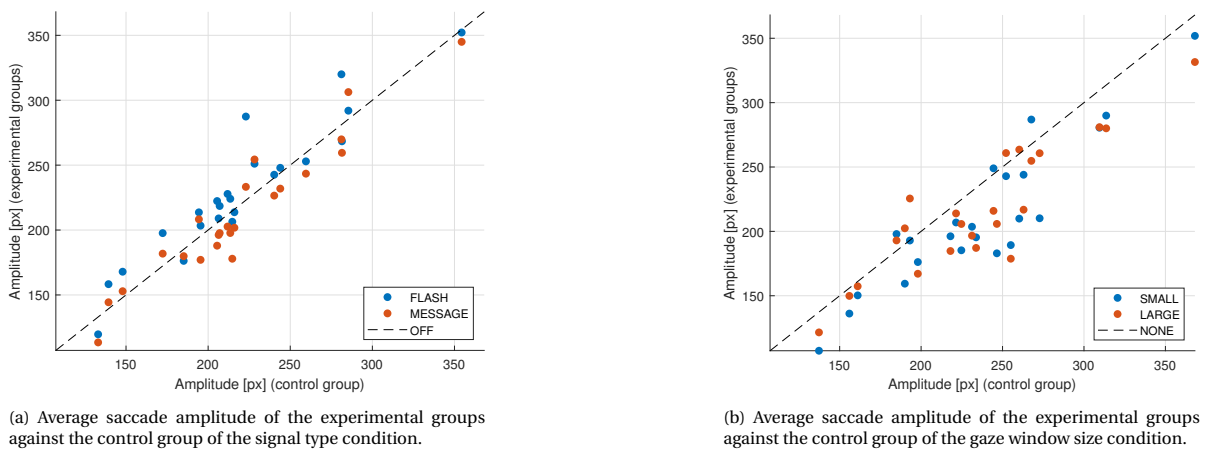 350
300
250
200
150
Amplitude [px] (experimental groups)
FLASH
MESSAGE
OFF
150
200
250
300
350
Amplitude [px] (control group)
(a) Average saccade amplitude of the experimental groups
against the control group of the signal type condition.
350
300
250
200
150
Amplitude [px] (experimental groups)
SMALL
LARGE
NONE
150
200
250
300
350
Amplitude [px] (control group)
(b) Average saccade amplitude of the experimental groups
against the control group of the gaze window size condition.